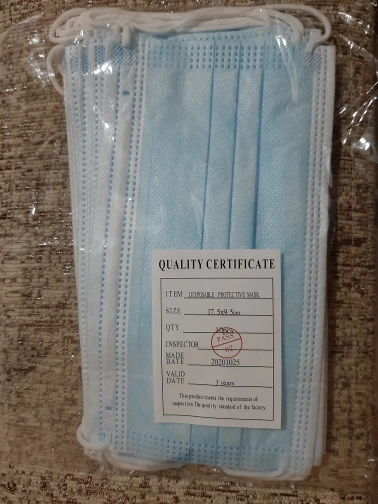 QUALITY CERTIFICATE
ITEM DISPOSABLE PROTECTIVE MASK
SIZE 17.5x9.5cm
QTY
INSPECTOR PASS 02
MADE DATE 20201025
VALID DATE 3 years
This product meets the requirements of
inspection The quality standard of the factory